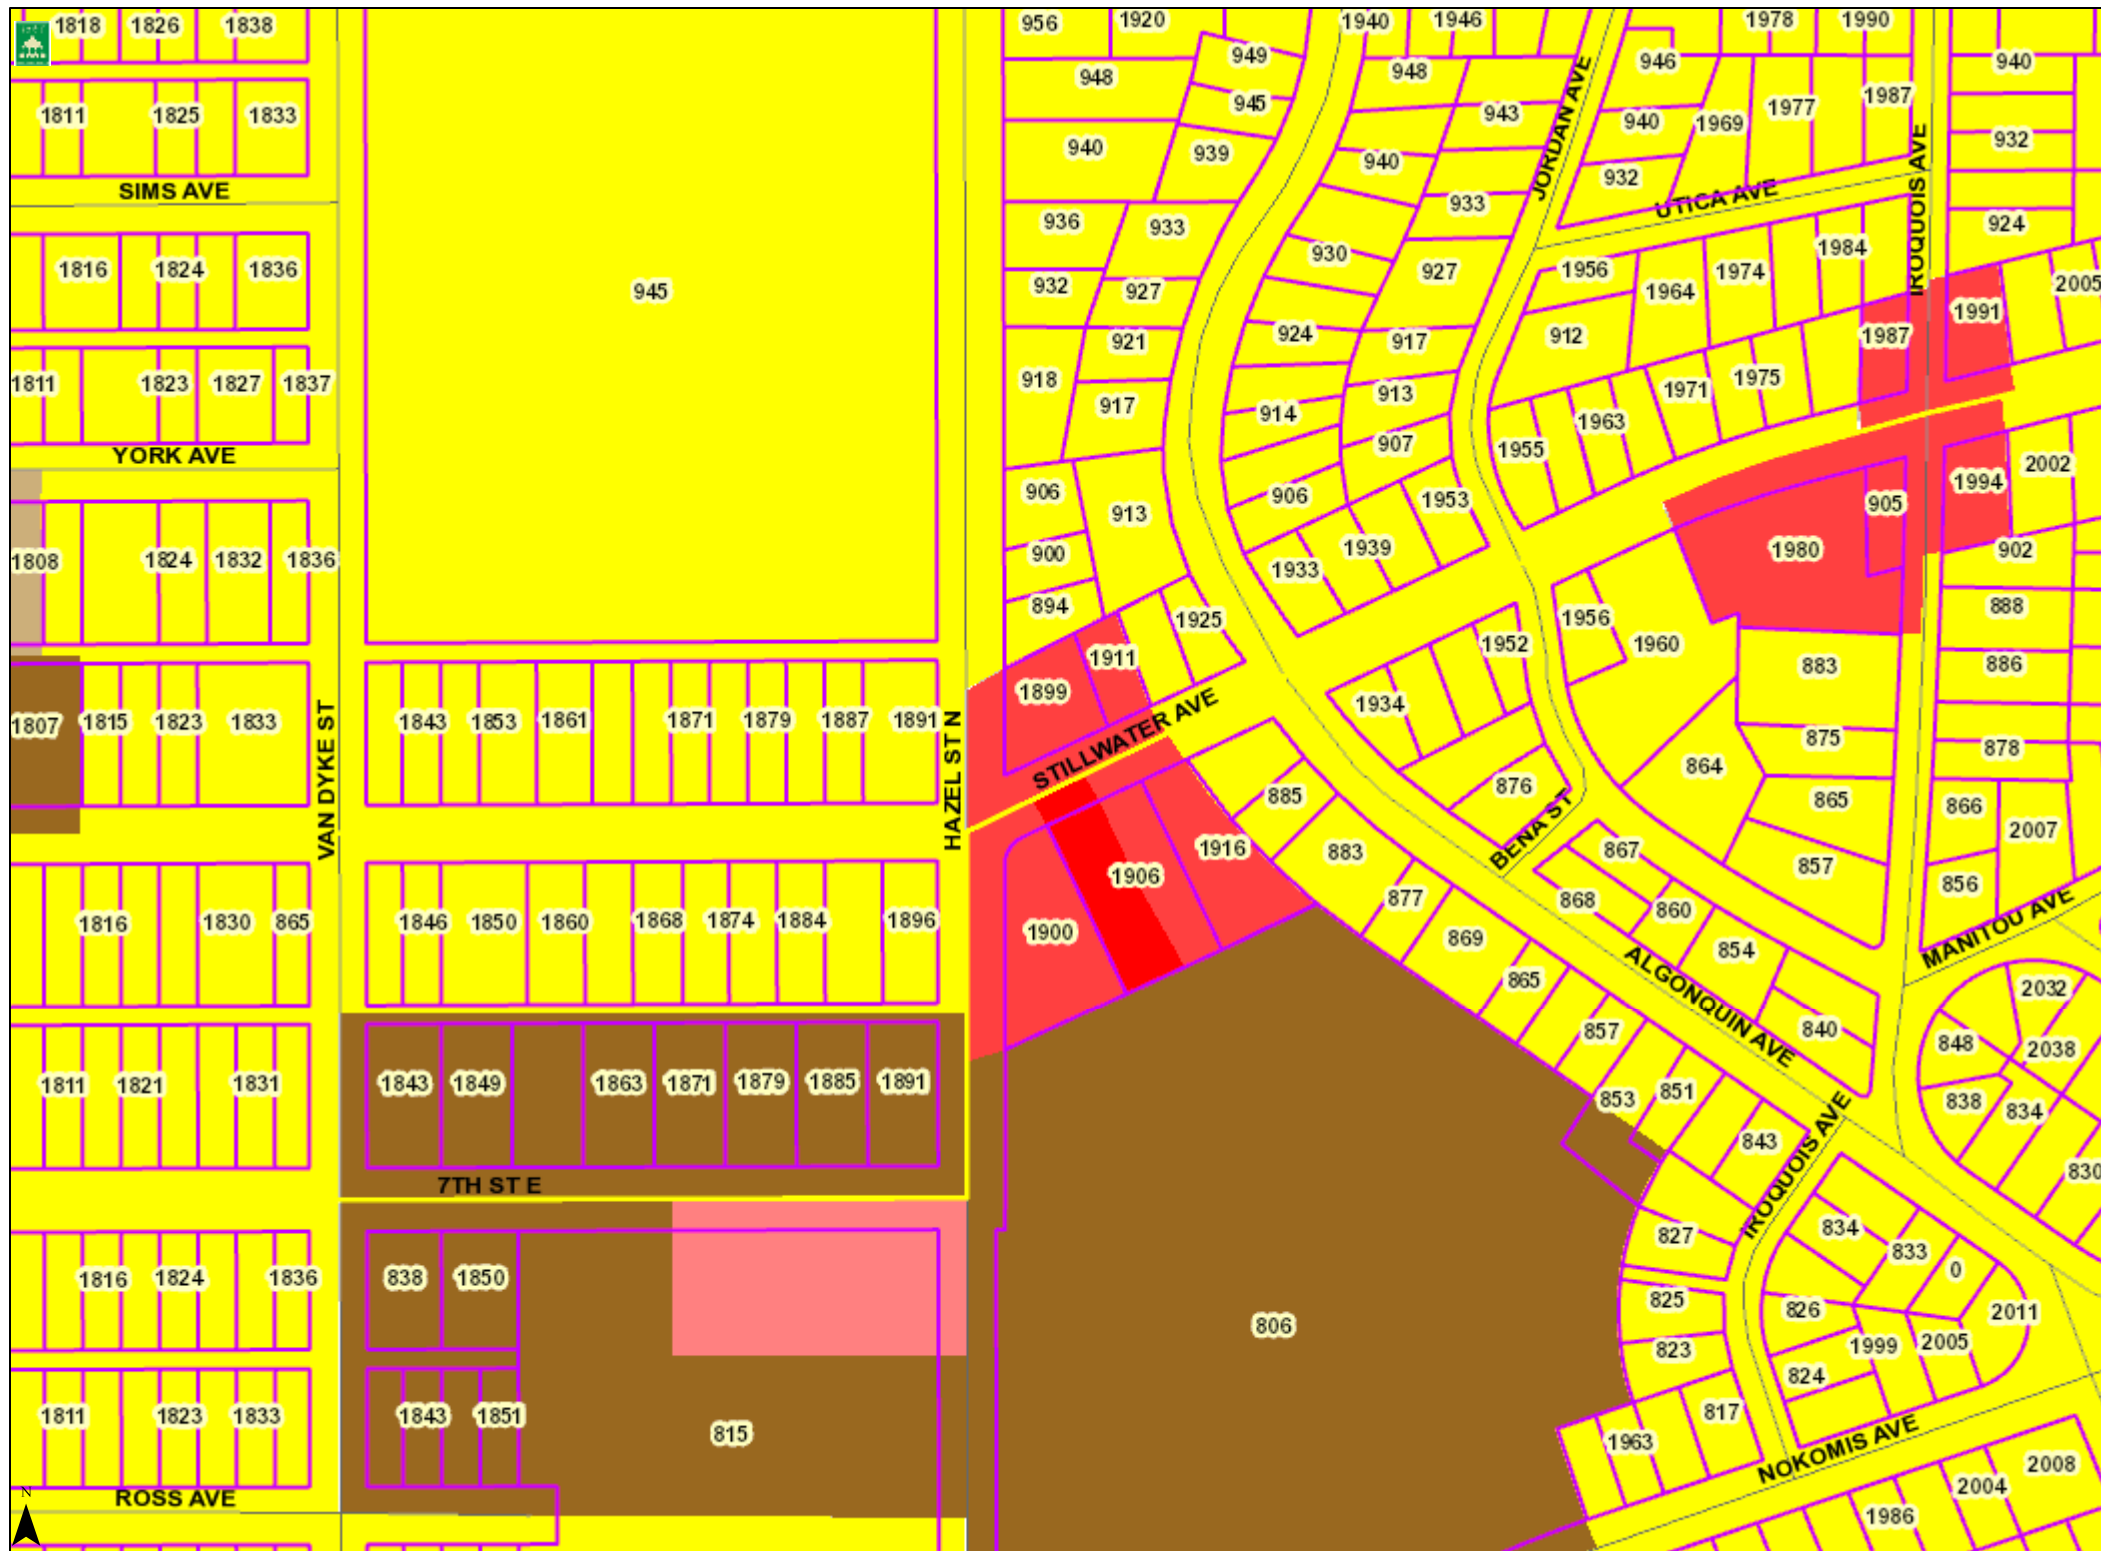 1818 1826 1838 956 1920 1940 1946 1978 1990
949 948 948 946 940
945 943 1977 1987
1811 1825 1833 940 1969 932
940 939 940 JORDAN AVE 932 IROQUOIS AVE
SIMS AVE 933 UTICA AVE
936 933 924
1816 1824 1836 930 927 1956 1974 1984
945 932 927 1964 2005
921 924 917 912 1987 1991
1811 1823 1827 1837 918 917 914 913 1971 1975
907 1955 1963
YORK AVE 2002
906 913 906 1953 905 1994
1808 1824 1832 1836 900 1933 1939 1980 902
894 1925 1956 888
1911 1952 1960 883 886
1899 1934
1807 1815 1823 1833 VAN DYKE ST 1843 1853 1861 1871 1879 1887 1891 HAZEL ST N STILLWATER AVE 875 878
864
885 876 865 866
883 BENA ST 867 857 2007
1906 1916 877 868 860 856
1816 1830 865 1846 1850 1860 1868 1874 1884 1896 1900 869 854 MANITOU AVE
865 ALGONQUIN AVE 2032
857 840 848 2038
1811 1821 1831 1843 1849 1863 1871 1879 1885 1891 853 851 838 834
843 IROQUOIS AVE 830
7TH ST E
827 834 833 0
1816 1824 1836 838 1850 825 826 2011
806 823 1999 2005
824
1811 1823 1833 1843 1851 815 817
1963 NOKOMIS AVE 2008
ROSS AVE 2004
N 1986